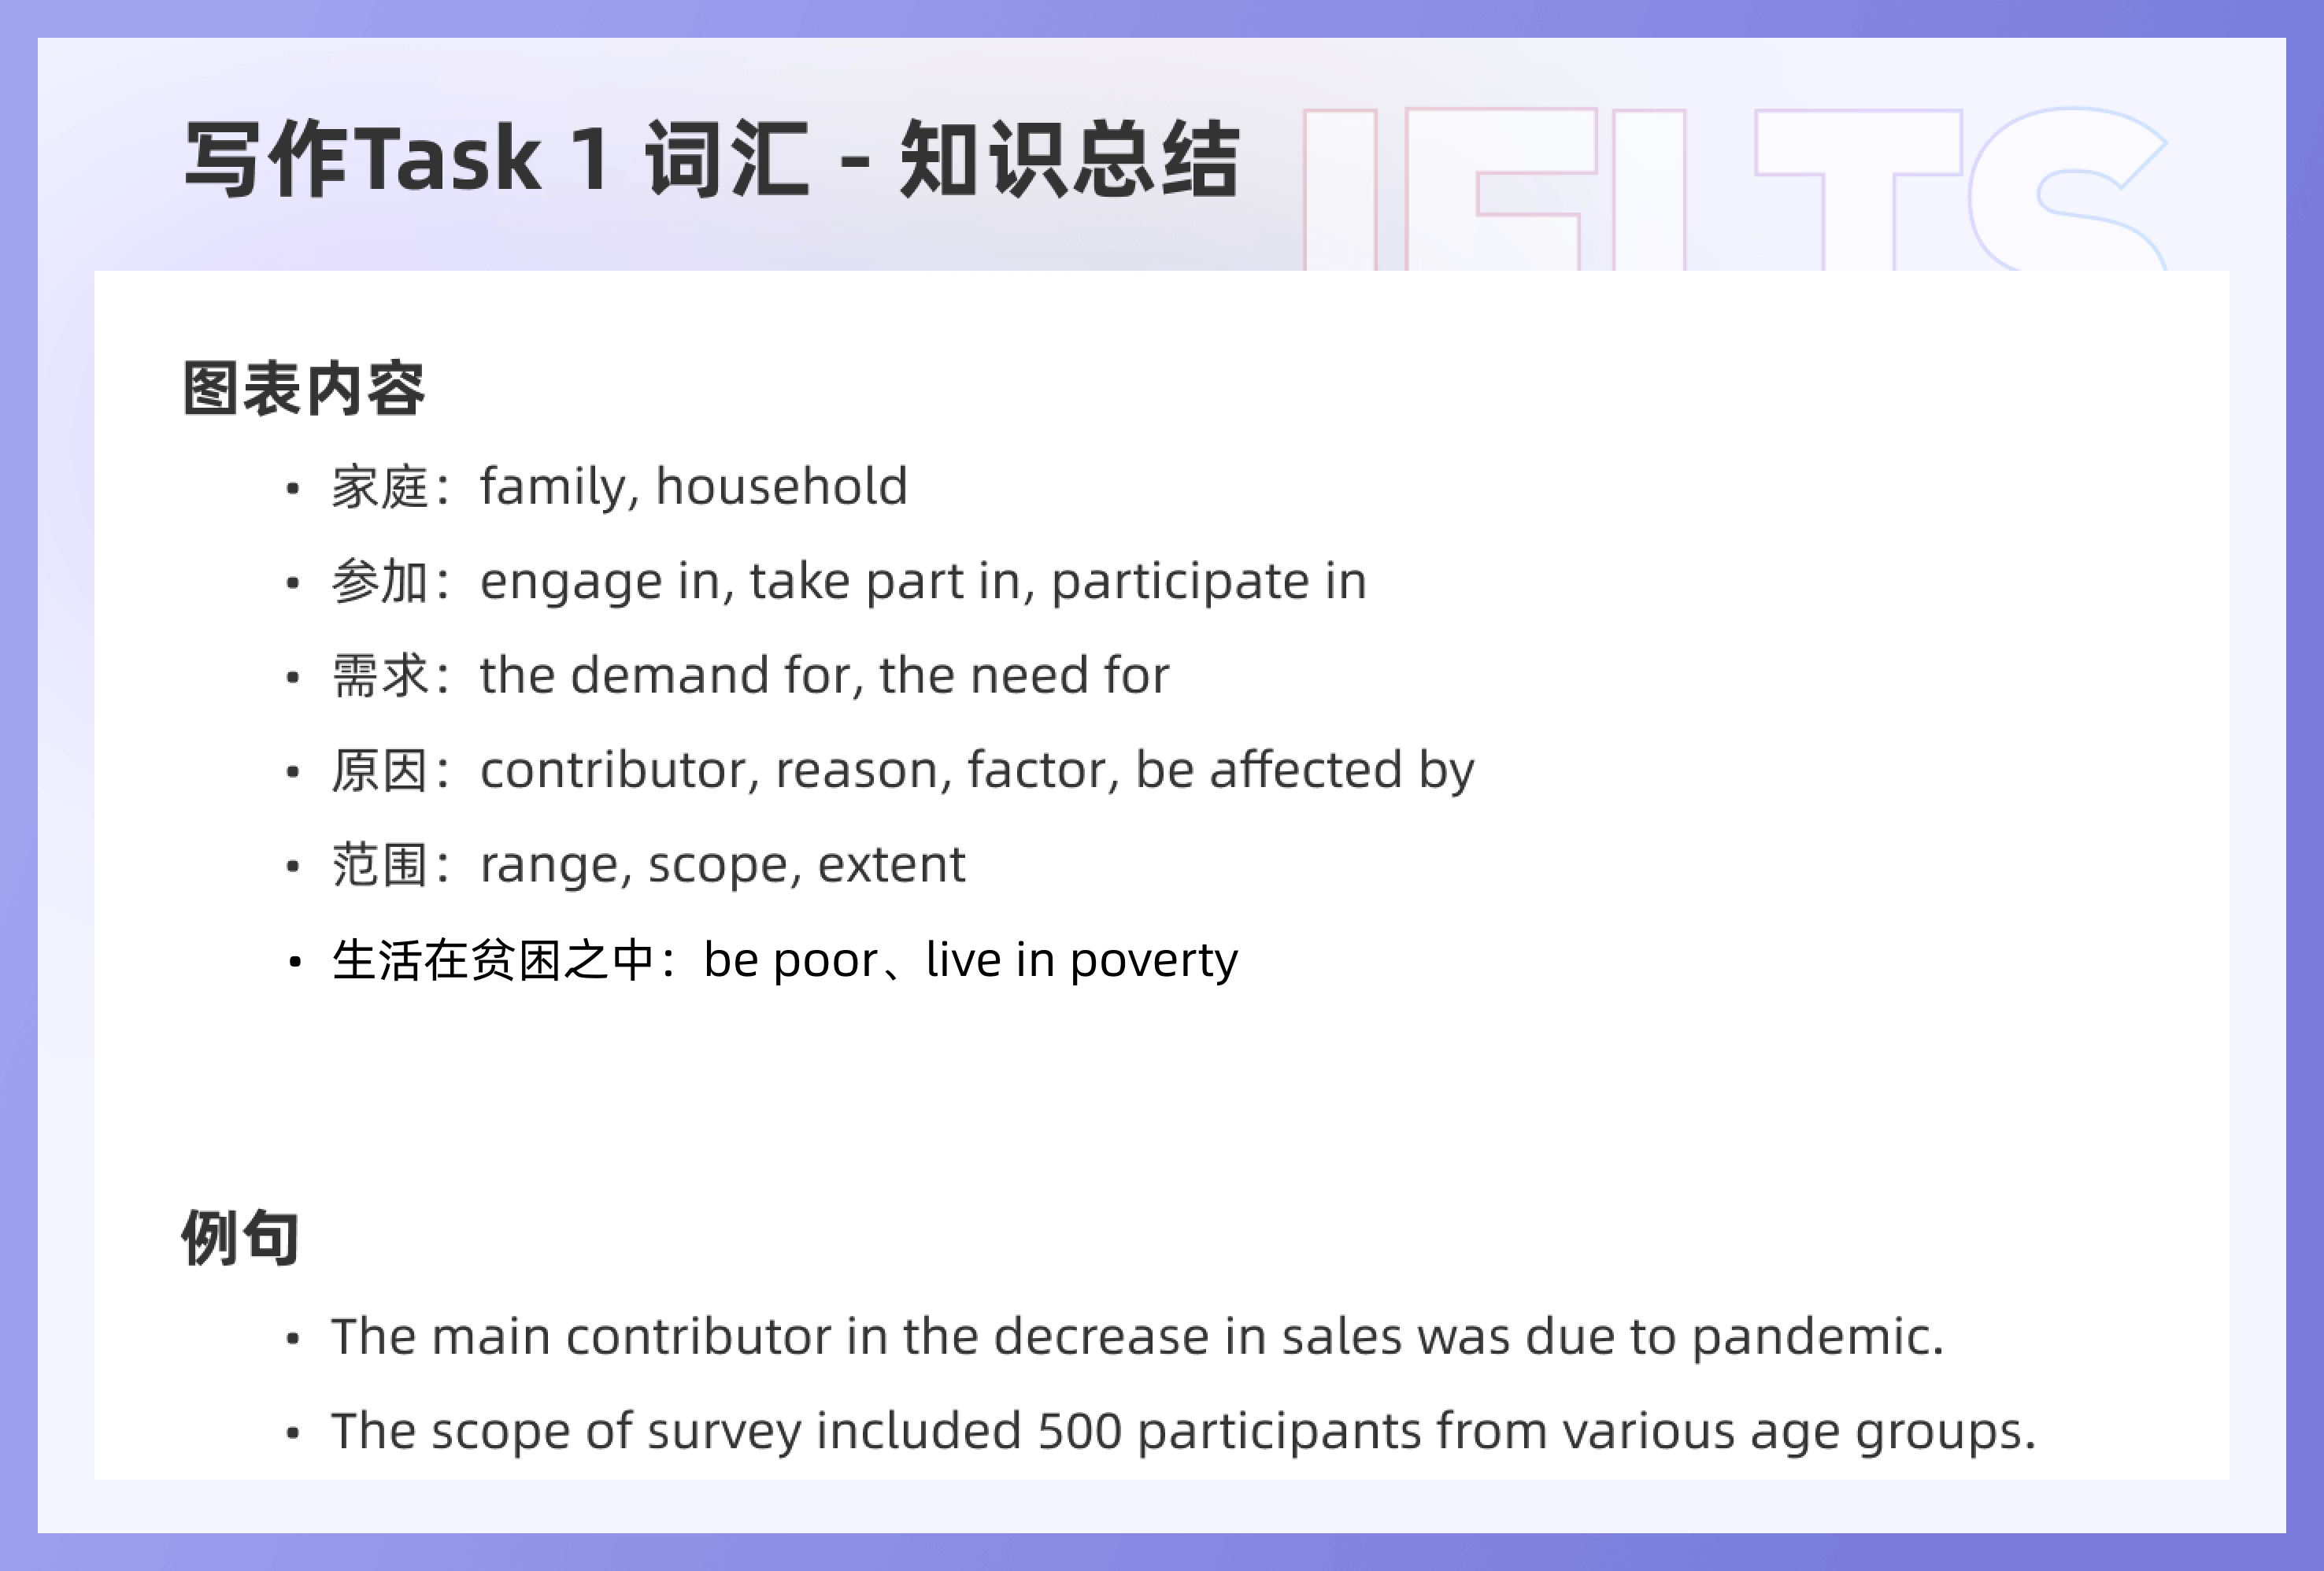 写作Task 1 词汇 - 知识总结
IELTS
图表内容
• 家庭：family, household
• 参加：engage in, take part in, participate in
• 需求：the demand for, the need for
• 原因：contributor, reason, factor, be affected by
• 范围：range, scope, extent
• 生活在贫困之中：be poor、live in poverty
例句
• The main contributor in the decrease in sales was due to pandemic.
• The scope of survey included 500 participants from various age groups.